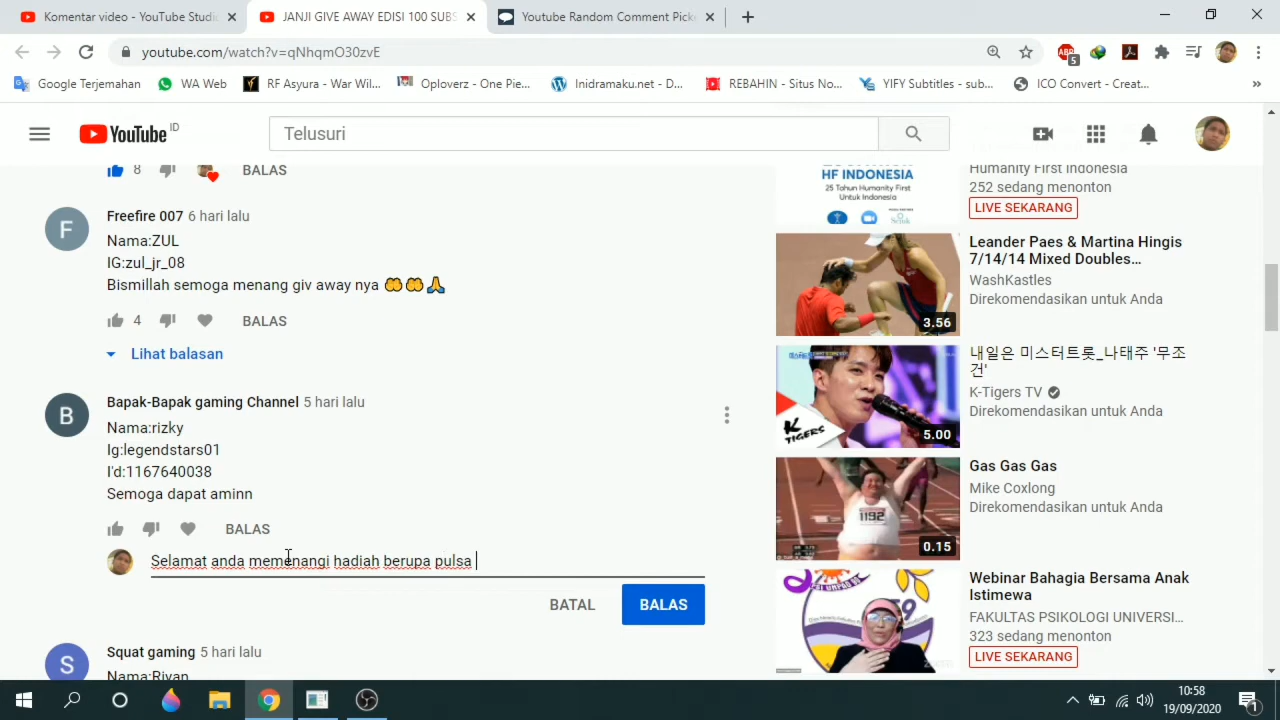 Komentar video - YouTube Studi
JANJI GIVE AWAY EDISI 100 SUBS
Youtube Random Comment Picke
youtube.com/watch?v=qNhqmO30zvE
ABP
5
Google Terjemahan
WA Web
RF Asyura - War Wil...
Oploverz - One Pie...
Inidramaku.net - D...
REBAHIN - Situs No...
YIFY Subtitles - sub...
ICO Convert - Creat...
»
YouTube ID
Telusuri
8
BALAS
Freefire 007 6 hari lalu
Nama:ZUL
IG:zul_jr_08
Bismillah semoga menang giv away nya 🤲🤲🙏
4
BALAS
Lihat balasan
Bapak-Bapak gaming Channel 5 hari lalu
Nama:rizky
Ig:legendstars01
I'd:1167640038
Semoga dapat aminn
BALAS
Selamat anda memenangi hadiah berupa pulsa
BATAL
BALAS
Squat gaming 5 hari lalu
Nama:Riyan
HF INDONESIA
25 Tahun Humanity First
Untuk Indonesia
Humanity First Indonesia
252 sedang menonton
LIVE SEKARANG
3.56
Leander Paes & Martina Hingis
7/14/14 Mixed Doubles...
WashKastles
Direkomendasikan untuk Anda
K
TIGERS
5.00
내일은 미스터트롯_나태주 '무조
건'
K-Tigers TV
Direkomendasikan untuk Anda
1192
0.15
Gas Gas Gas
Mike Coxlong
Direkomendasikan untuk Anda
Webinar Bahagia Bersama Anak
Istimewa
FAKULTAS PSIKOLOGI UNIVERSI...
323 sedang menonton
LIVE SEKARANG
F
B
S
10:58
19/09/2020
1